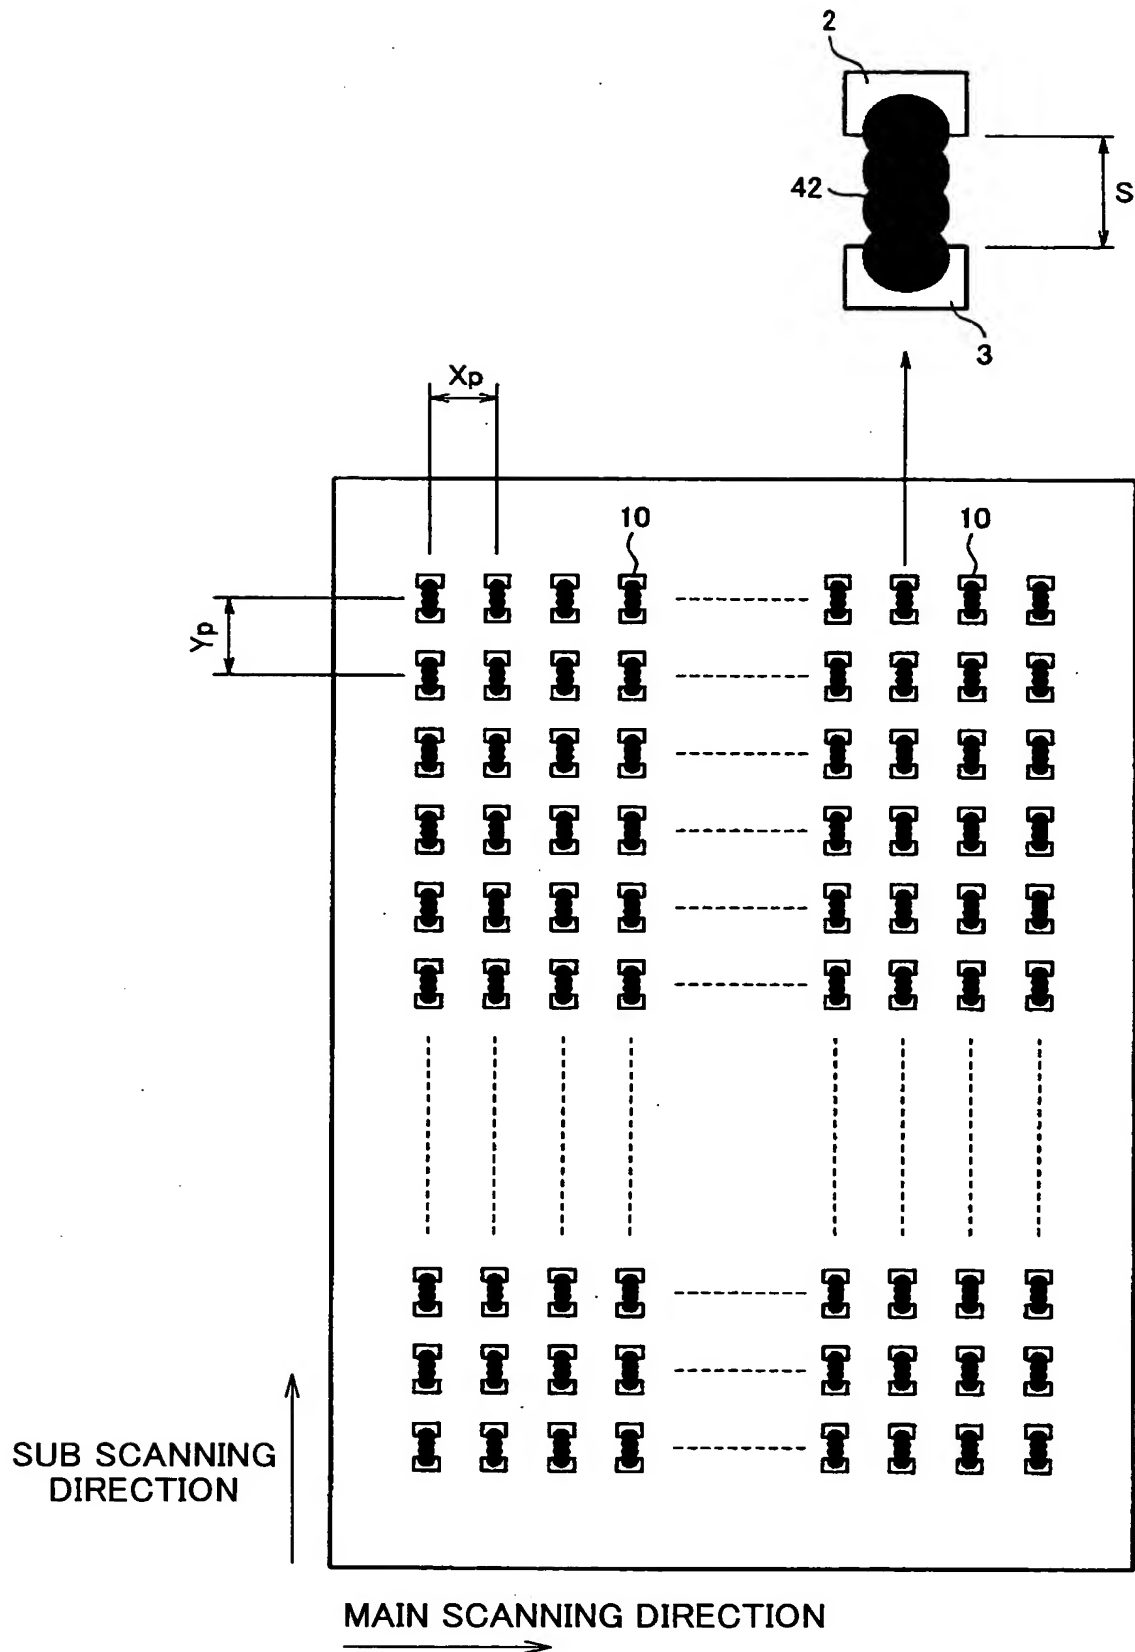 2
42
S
3
Xp
10
10
Yp
SUB SCANNING
DIRECTION
MAIN SCANNING DIRECTION